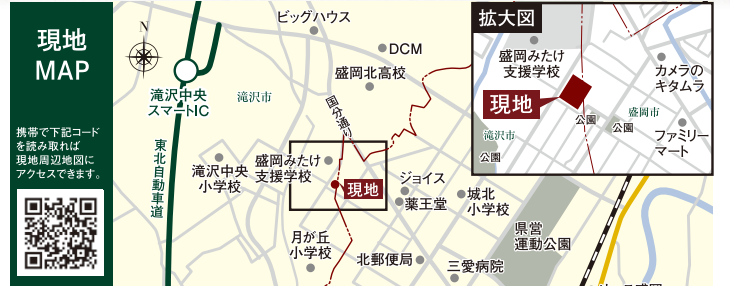 現地
MAP
携帯で下記コード
を読み取れば
現地周辺地図に
アクセスできます。
N
ビッグハウス
DCM
盛岡北高校
滝沢中央
スマートIC
滝沢市
国分通り
東北自動車道
滝沢中央
小学校
盛岡みたけ
支援学校
現地
ジョイス
薬王堂
城北
小学校
月が丘
小学校
北郵便局
三愛病院
県営
運動公園
拡大図
盛岡みたけ
支援学校
現地
カメラの
キタムラ
公園
盛岡市
公園
滝沢市
公園
ファミリー
マート